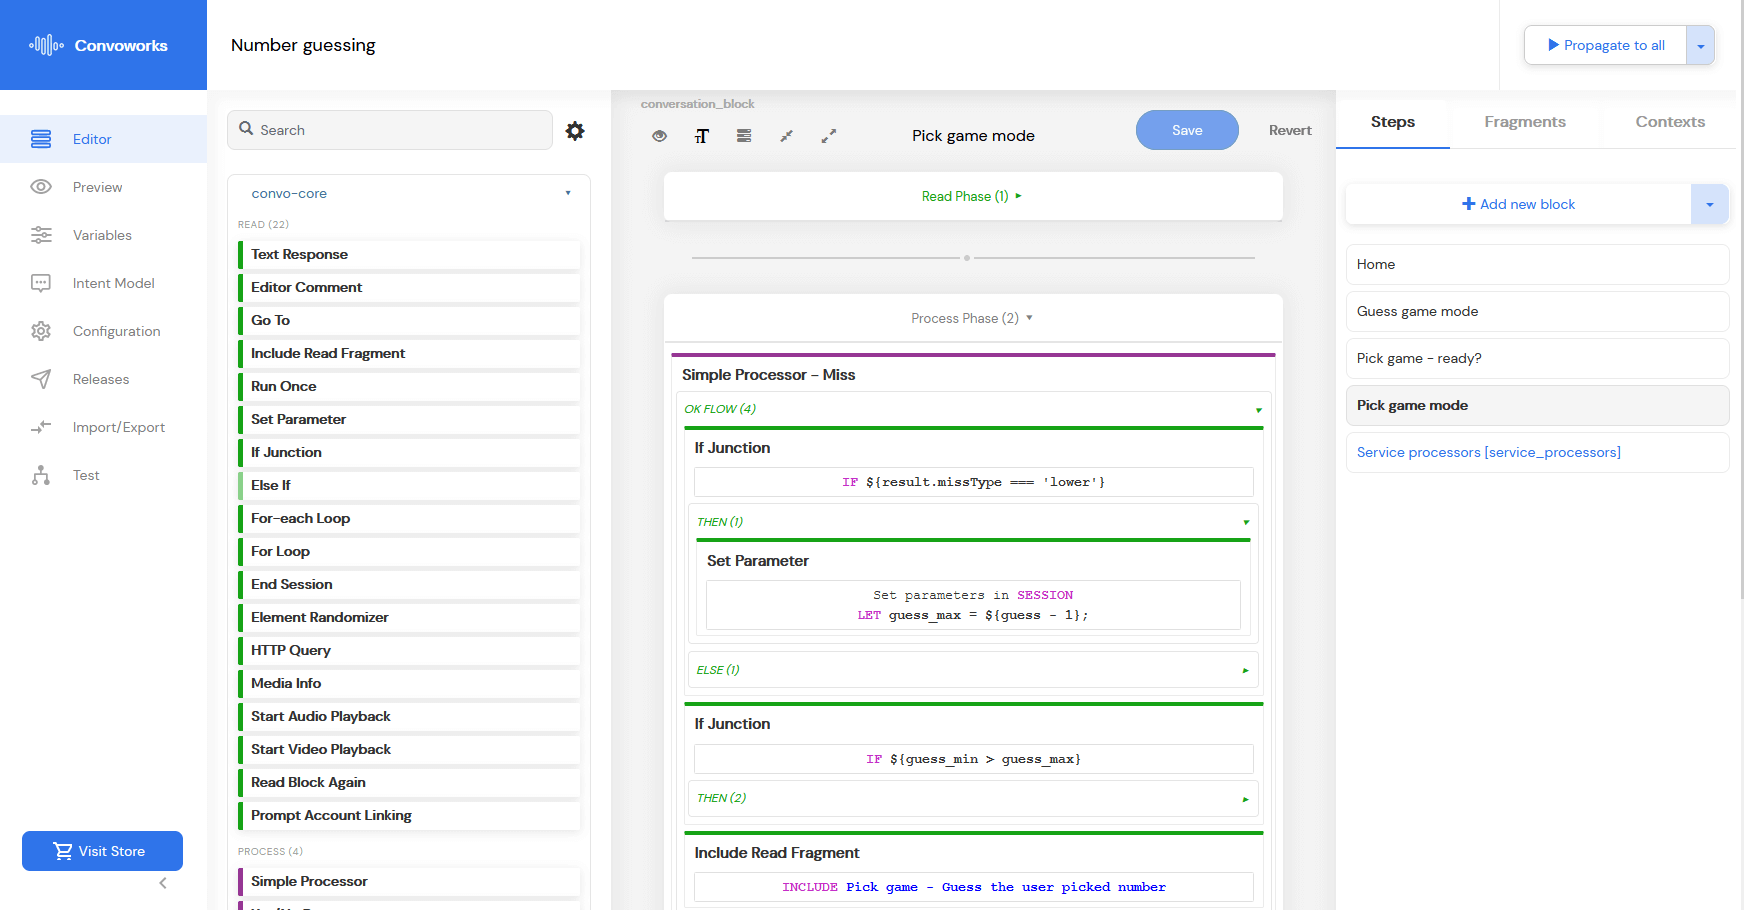 Convoworks
Number guessing
Propagate to all
Editor
Preview
Variables
Intent Model
Configuration
Releases
Import/Export
Test
Visit Store
Search
convo-core
READ (22)
Text Response
Editor Comment
Go To
Include Read Fragment
Run Once
Set Parameter
If Junction
Else If
For-each Loop
For Loop
End Session
Element Randomizer
HTTP Query
Media Info
Start Audio Playback
Start Video Playback
Read Block Again
Prompt Account Linking
PROCESS (4)
Simple Processor
conversation_block
Pick game mode
Save
Revert
Read Phase (1)
Process Phase (2)
Simple Processor - Miss
OK FLOW (4)
If Junction
IF ${result.missType === 'lower'}
THEN (1)
Set Parameter
Set parameters in SESSION
LET guess_max = ${guess - 1};
ELSE (1)
If Junction
IF ${guess_min > guess_max}
THEN (2)
Include Read Fragment
INCLUDE Pick game - Guess the user picked number
Steps
Fragments
Contexts
Add new block
Home
Guess game mode
Pick game - ready?
Pick game mode
Service processors [service_processors]